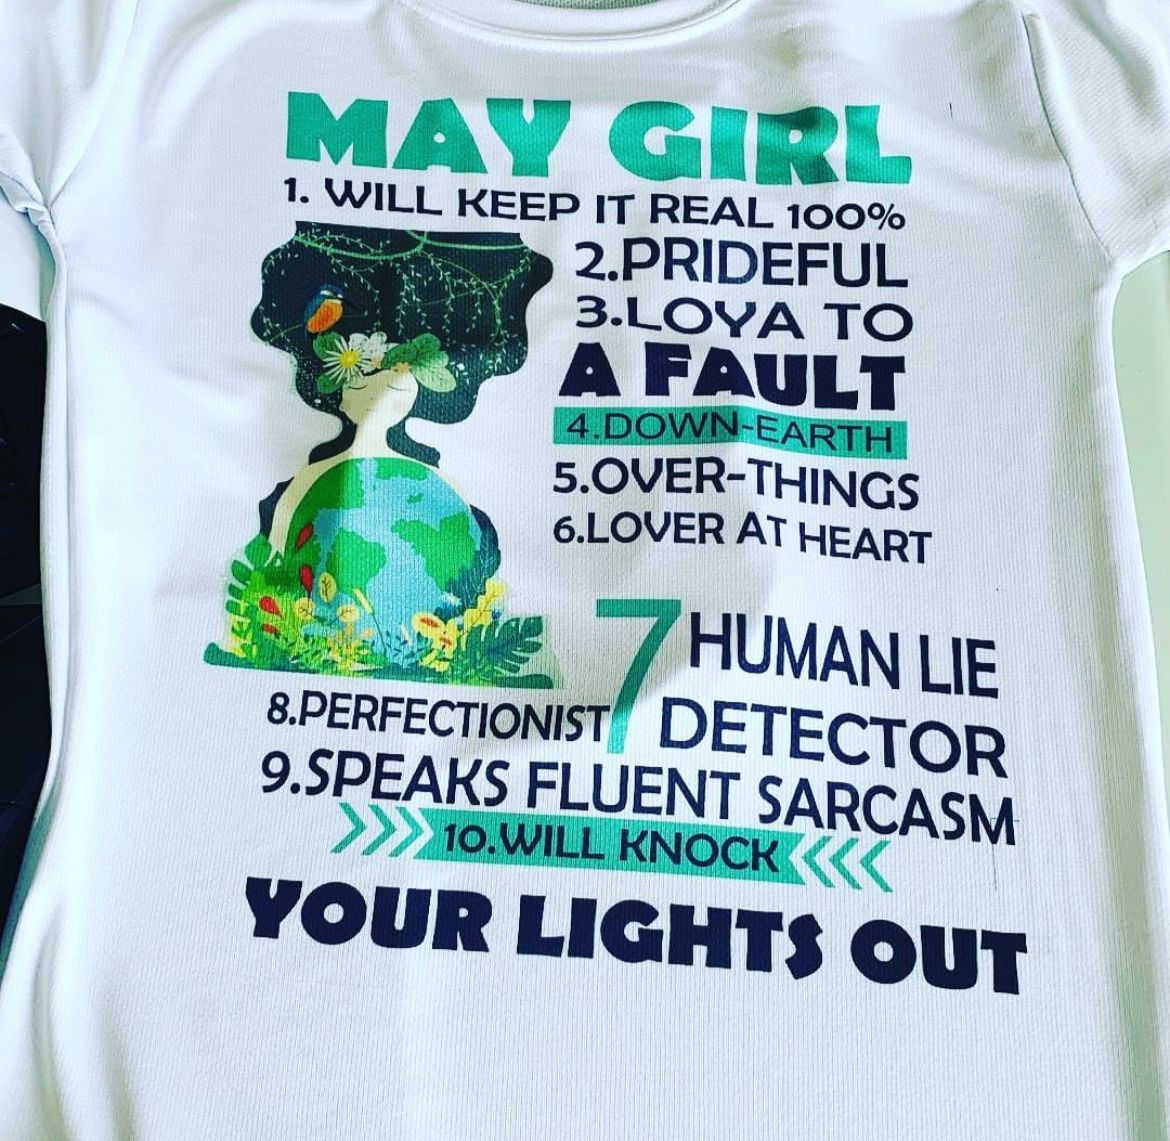 MAY GIRL
1. WILL KEEP IT REAL 100%
2.PRIDEFUL
3.LOYA TO
A FAULT
4.DOWN-EARTH
5.OVER-THINGS
6.LOVER AT HEART
7 HUMAN LIE
DETECTOR
8.PERFECTIONIST
9.SPEAKS FLUENT SARCASM
10.WILL KNOCK
YOUR LIGHTS OUT